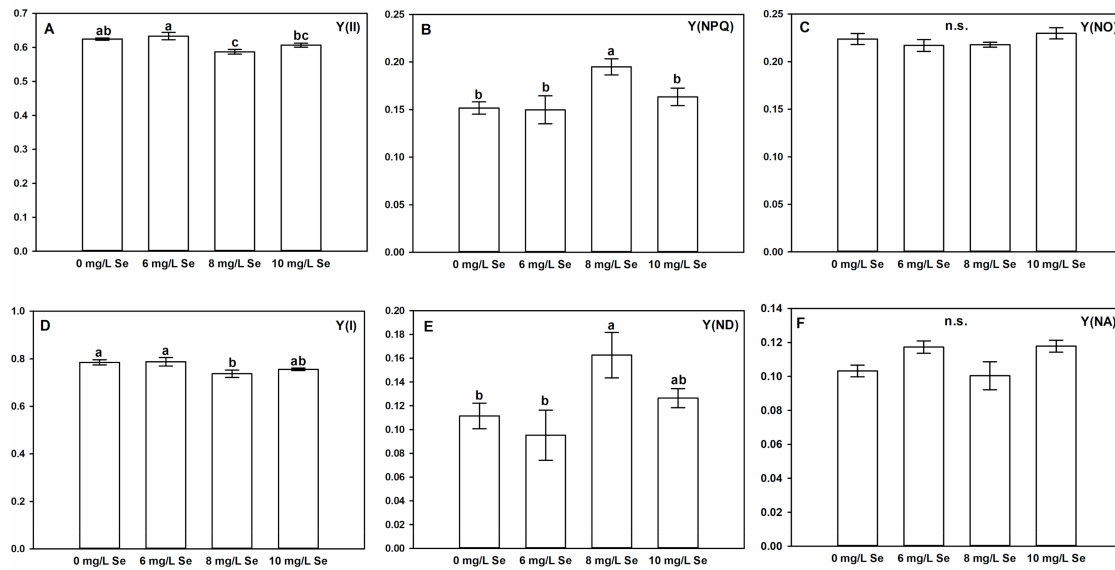 A
Y(II)
ab
a
c
bc
0.7
0.6
0.5
0.4
0.3
0.2
0.1
0.0
0 mg/L Se
6 mg/L Se
8 mg/L Se
10 mg/L Se
B
Y(NPQ)
b
b
a
b
0.25
0.20
0.15
0.10
0.05
0.00
0 mg/L Se
6 mg/L Se
8 mg/L Se
10 mg/L Se
C
n.s.
Y(NO)
0.25
0.20
0.15
0.10
0.05
0.00
0 mg/L Se
6 mg/L Se
8 mg/L Se
10 mg/L Se
D
Y(I)
a
a
b
ab
1.0
0.8
0.6
0.4
0.2
0.0
0 mg/L Se
6 mg/L Se
8 mg/L Se
10 mg/L Se
E
Y(ND)
b
b
a
ab
0.20
0.18
0.16
0.14
0.12
0.10
0.08
0.06
0.04
0.02
0.00
0 mg/L Se
6 mg/L Se
8 mg/L Se
10 mg/L Se
F
n.s.
Y(NA)
0.14
0.12
0.10
0.08
0.06
0.04
0.02
0.00
0 mg/L Se
6 mg/L Se
8 mg/L Se
10 mg/L Se